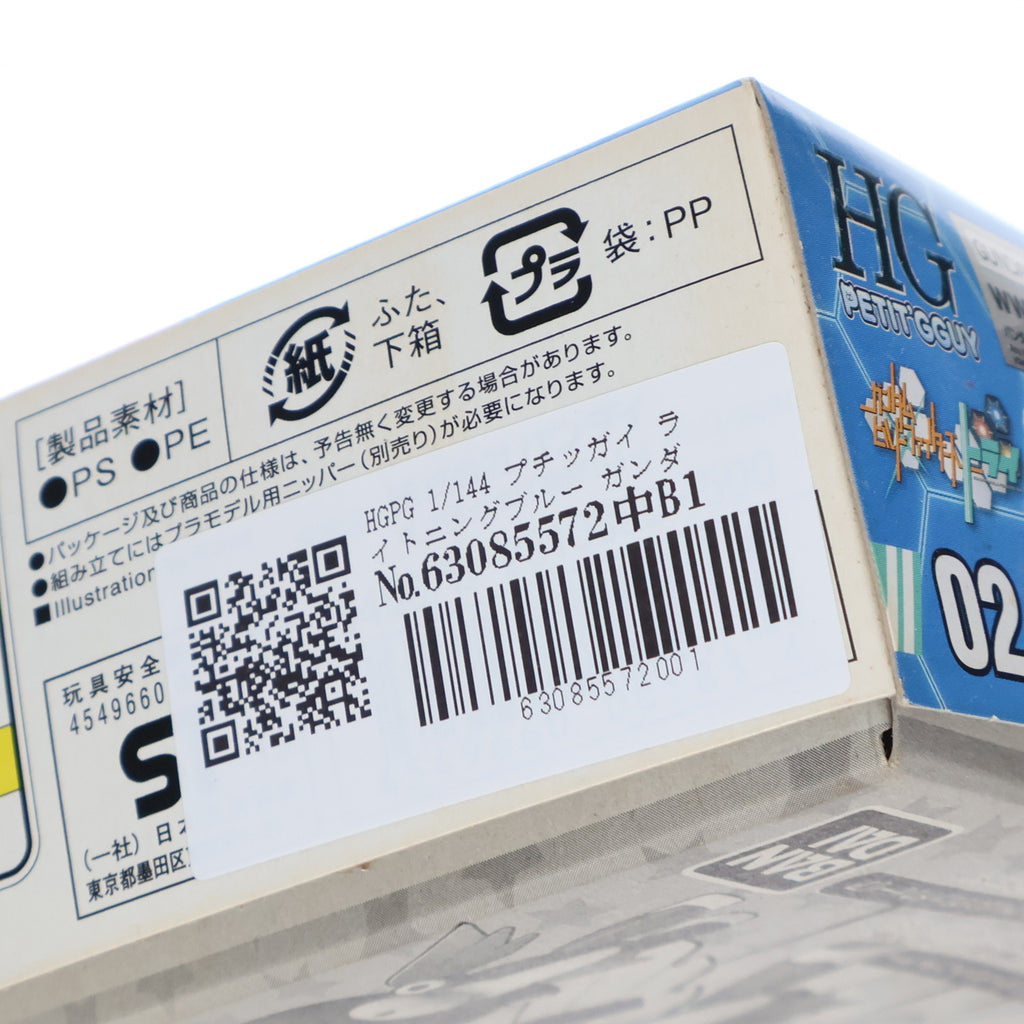 [製品素材]
●PS ●PE
紙
ふた、
下箱
プラ
袋：PP
●パッケージ及び商品の仕様は、予告無く変更する場合があります。
●組み立てにはプラモデル用ニッパー（別売り）が必要になります。
■Illustration
HGPG 1/144 プチッガイ ラ
イトニングブルー ガンダ
No.63085572中B1
63085572001
玩具安全
4549660
S
(一社) 日本
東京都墨田区
HG
PETIT'GGUY
02
BAN
DAI